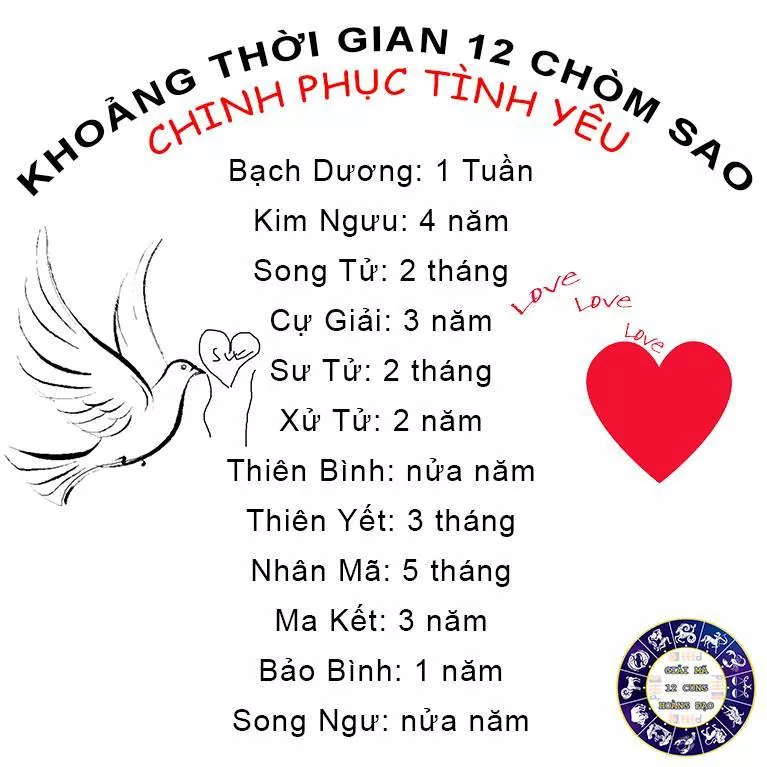 KHOẢNG THỜI GIAN 12 CHÒM SAO
CHINH PHỤC TÌNH YÊU
Bạch Dương: 1 Tuần
Kim Ngưu: 4 năm
Song Tử: 2 tháng
Cự Giải: 3 năm
Sư Tử: 2 tháng
Xử Tử: 2 năm
Thiên Bình: nửa năm
Thiên Yết: 3 tháng
Nhân Mã: 5 tháng
Ma Kết: 3 năm
Bảo Bình: 1 năm
Song Ngư: nửa năm
Love
Love
Love
GIẢI MÃ
12 CUNG
HOÀNG ĐẠO